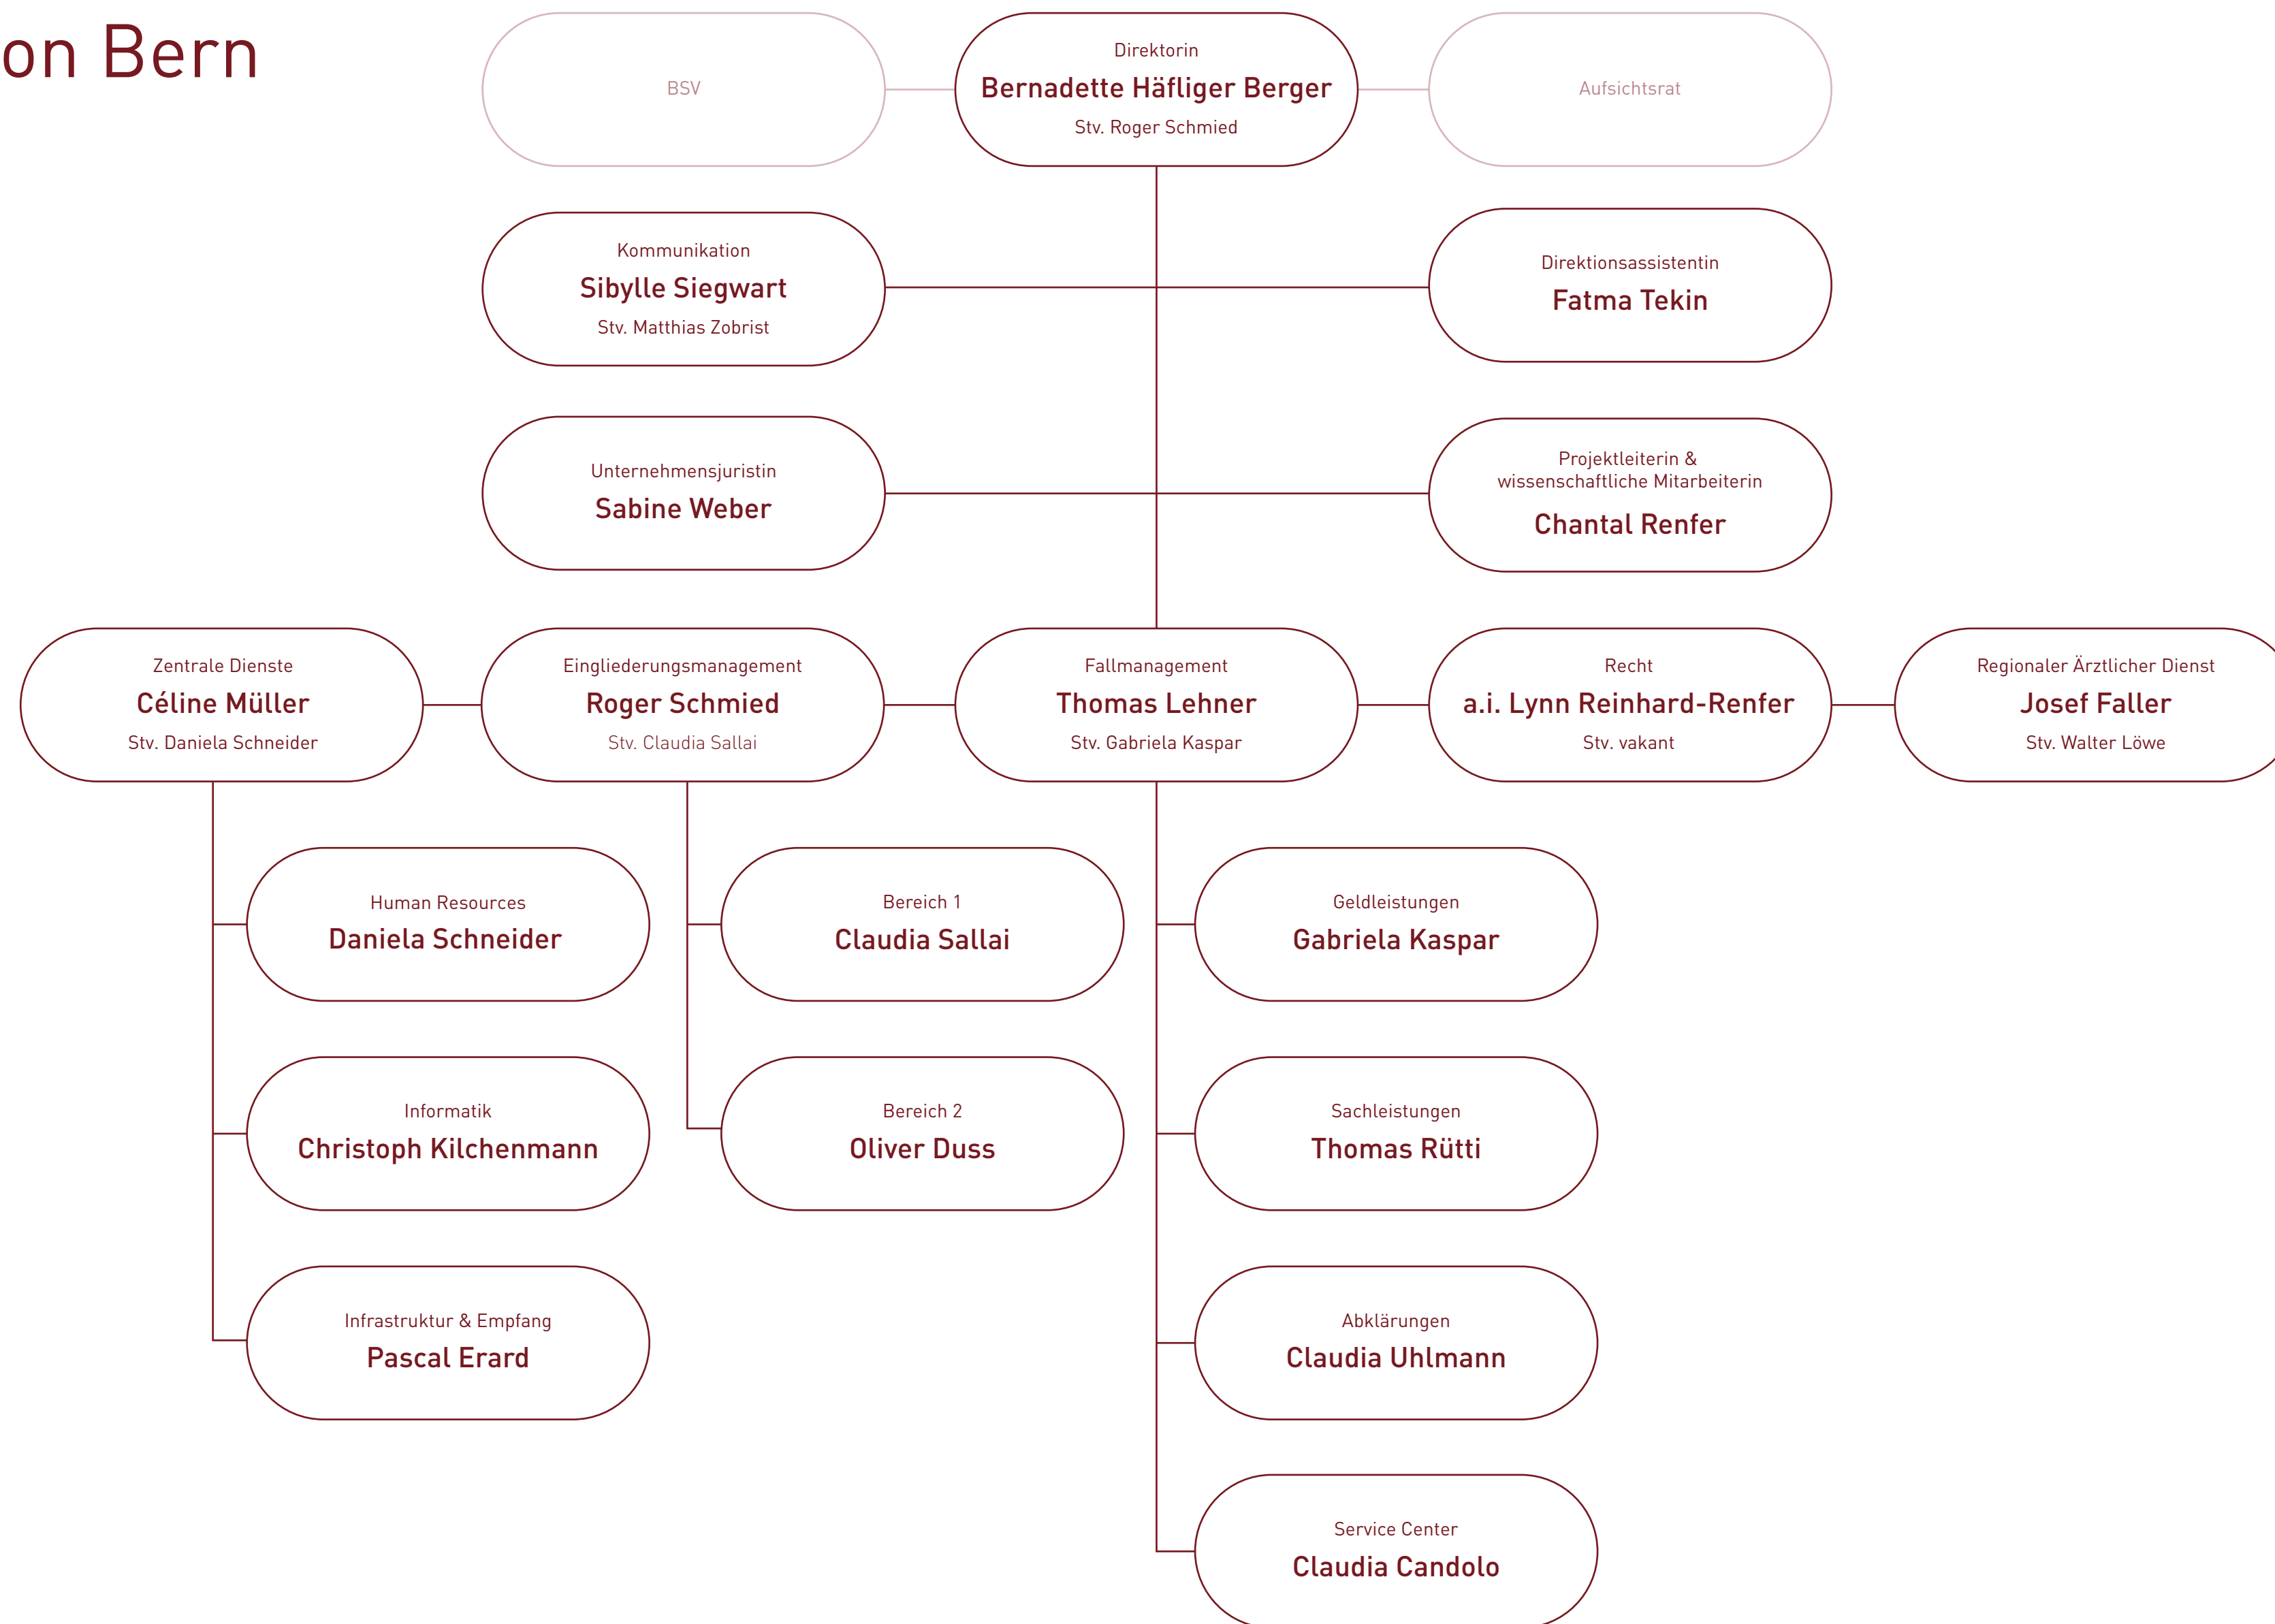 on Bern
BSV
Direktorin
Bernadette Häfliger Berger
Stv. Roger Schmied
Aufsichtsrat
Kommunikation
Sibylle Siegwart
Stv. Matthias Zobrist
Direktionsassistentin
Fatma Tekin
Unternehmensjuristin
Sabine Weber
Projektleiterin &
wissenschaftliche Mitarbeiterin
Chantal Renfer
Zentrale Dienste
Céline Müller
Stv. Daniela Schneider
Eingliederungsmanagement
Roger Schmied
Stv. Claudia Sallai
Fallmanagement
Thomas Lehner
Stv. Gabriela Kaspar
Recht
a.i. Lynn Reinhard-Renfer
Stv. vakant
Regionaler Ärztlicher Dienst
Josef Faller
Stv. Walter Löwe
Human Resources
Daniela Schneider
Bereich 1
Claudia Sallai
Geldleistungen
Gabriela Kaspar
Informatik
Christoph Kilchenmann
Bereich 2
Oliver Duss
Sachleistungen
Thomas Rütti
Infrastruktur & Empfang
Pascal Erard
Abklärungen
Claudia Uhlmann
Service Center
Claudia Candolo